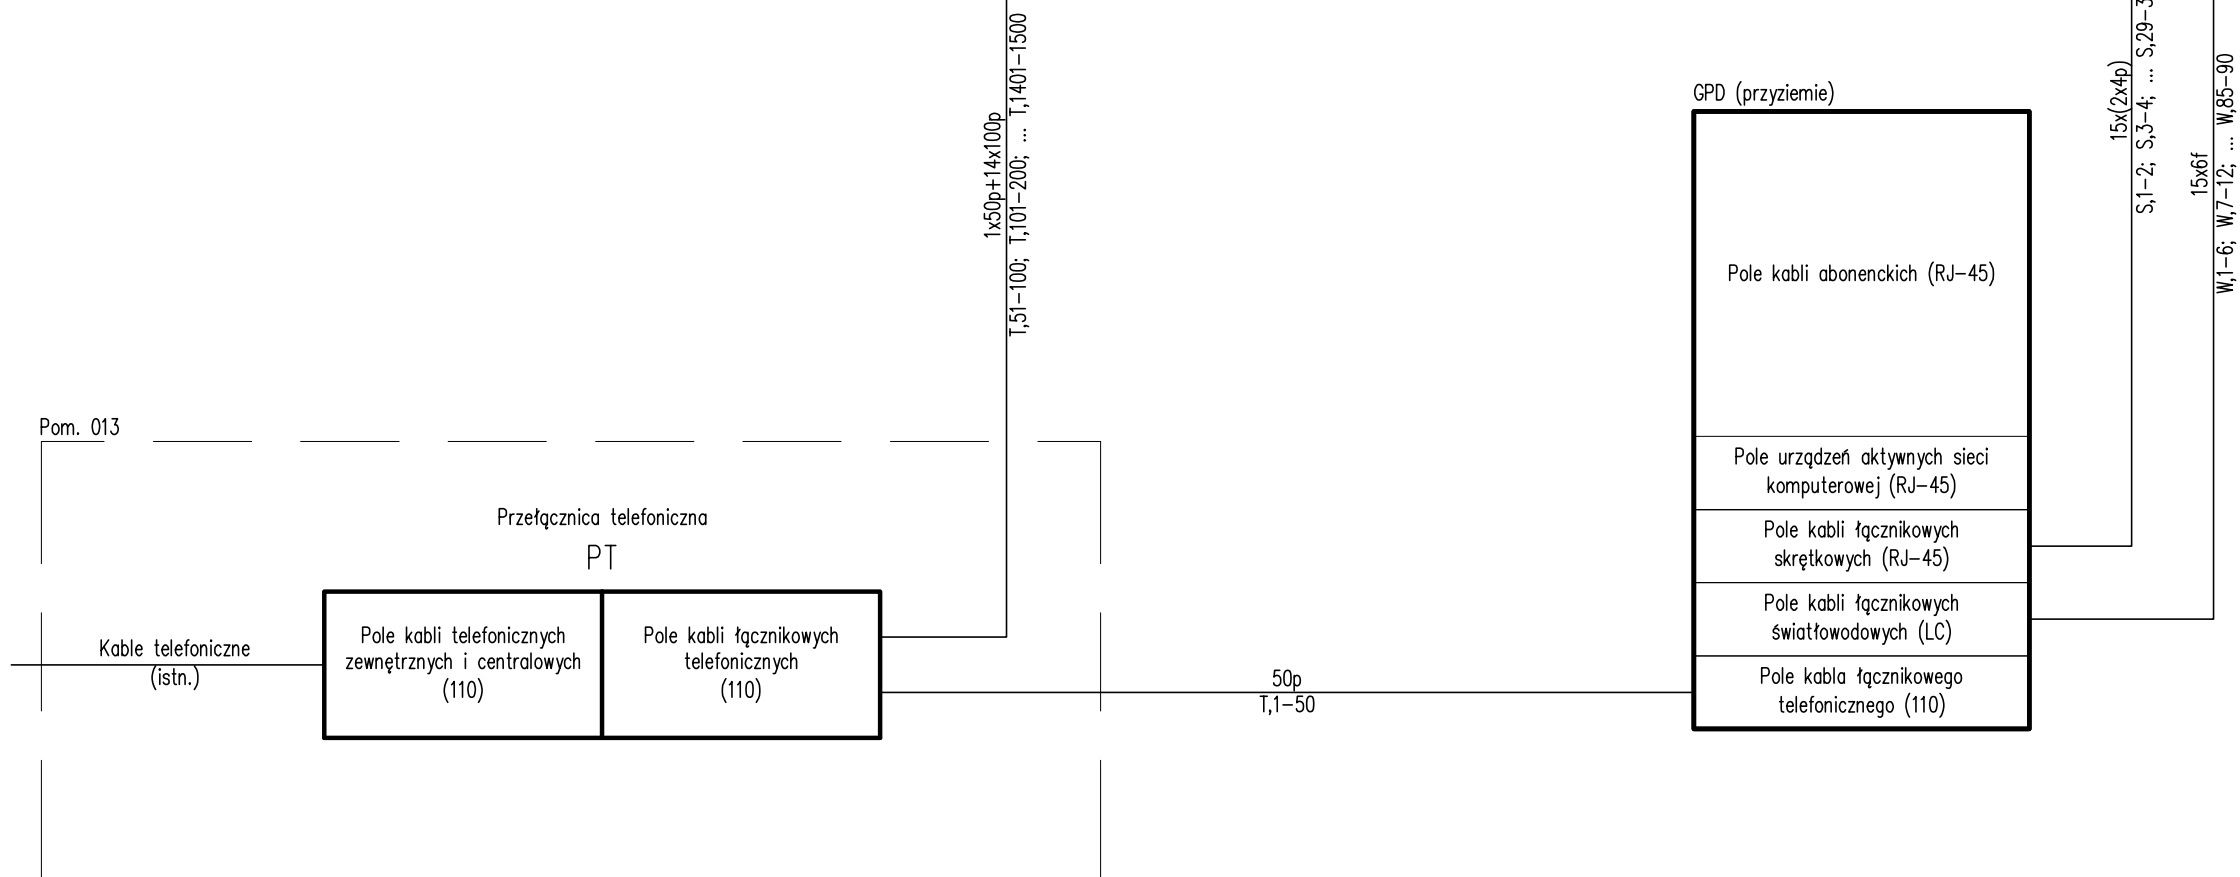 1x50p+14x100p
T,51-100; T,101-200; ... T,1401-1500
GPD (przyziemie)
15x(2x4p)
S,1-2; S,3-4; ... S,29-3
15x6f
W,1-6; W,7-12; ... W,85-90
Pole kabli abonenckich (RJ-45)
Pom. 013
Pole urządzeń aktywnych sieci
komputerowej (RJ-45)
Przełącznica telefoniczna
PT
Pole kabli łącznikowych
skrętkowych (RJ-45)
Pole kabli łącznikowych
światłowodowych (LC)
Kable telefoniczne
(istn.)
Pole kabli telefonicznych
zewnętrznych i centralowych
(110)
Pole kabli łącznikowych
telefonicznych
(110)
50p
T,1-50
Pole kabla łącznikowego
telefonicznego (110)